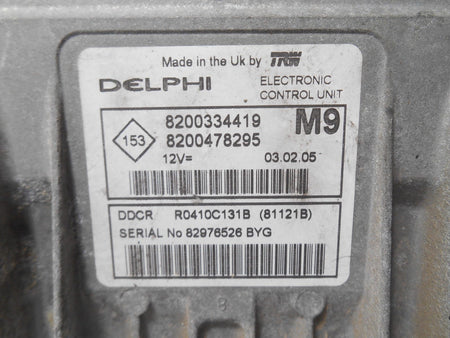 Made in the Uk by TRW
DELPHI ELECTRONIC
CONTROL UNIT
8200334419 M9
153 8200478295
12V= 03.02.05
DDCR R0410C131B (81121B)
SERIAL No 82976526 BYG